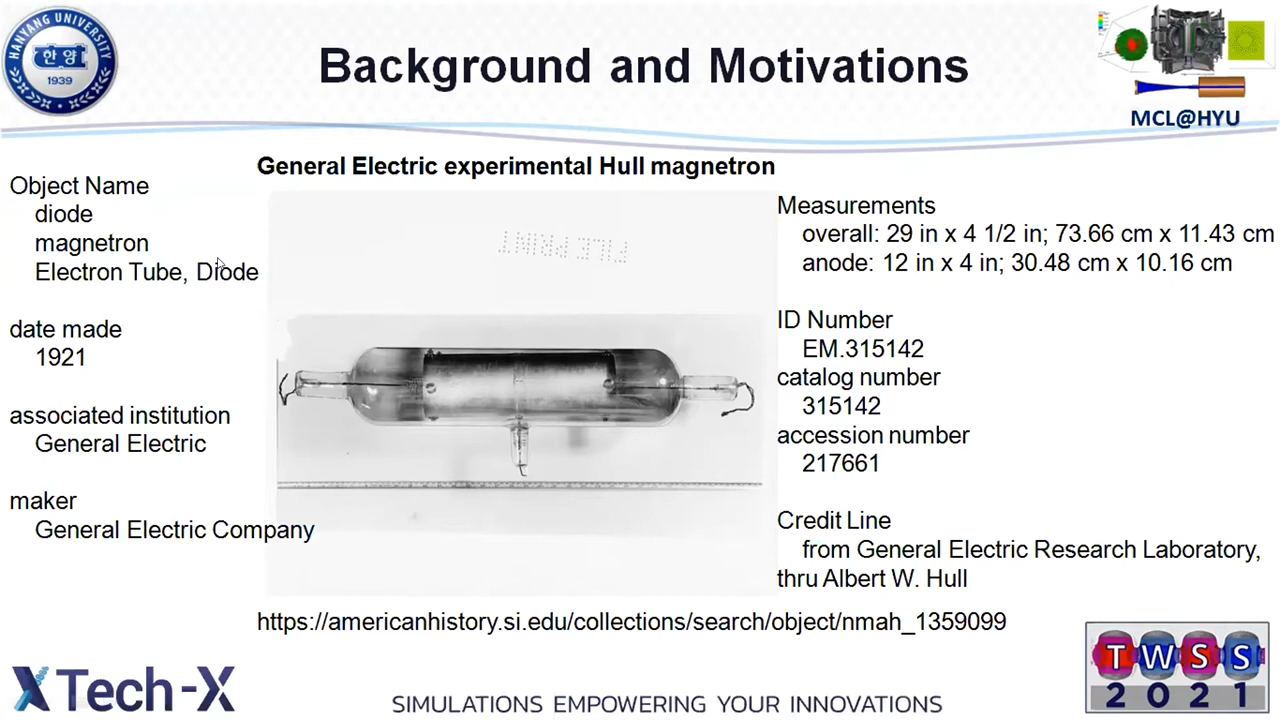 HANYANG UNIVERSITY
한양
1939
Background and Motivations
MCL@HYU
General Electric experimental Hull magnetron
Object Name
diode
magnetron
Electron Tube, Diode
date made
1921
associated institution
General Electric
maker
General Electric Company
FILE PRINT
Measurements
overall: 29 in x 4 1/2 in; 73.66 cm x 11.43 cm
anode: 12 in x 4 in; 30.48 cm x 10.16 cm
ID Number
EM.315142
catalog number
315142
accession number
217661
Credit Line
from General Electric Research Laboratory,
thru Albert W. Hull
https://americanhistory.si.edu/collections/search/object/nmah_1359099
Tech-X
SIMULATIONS EMPOWERING YOUR INNOVATIONS
TWSS
2021